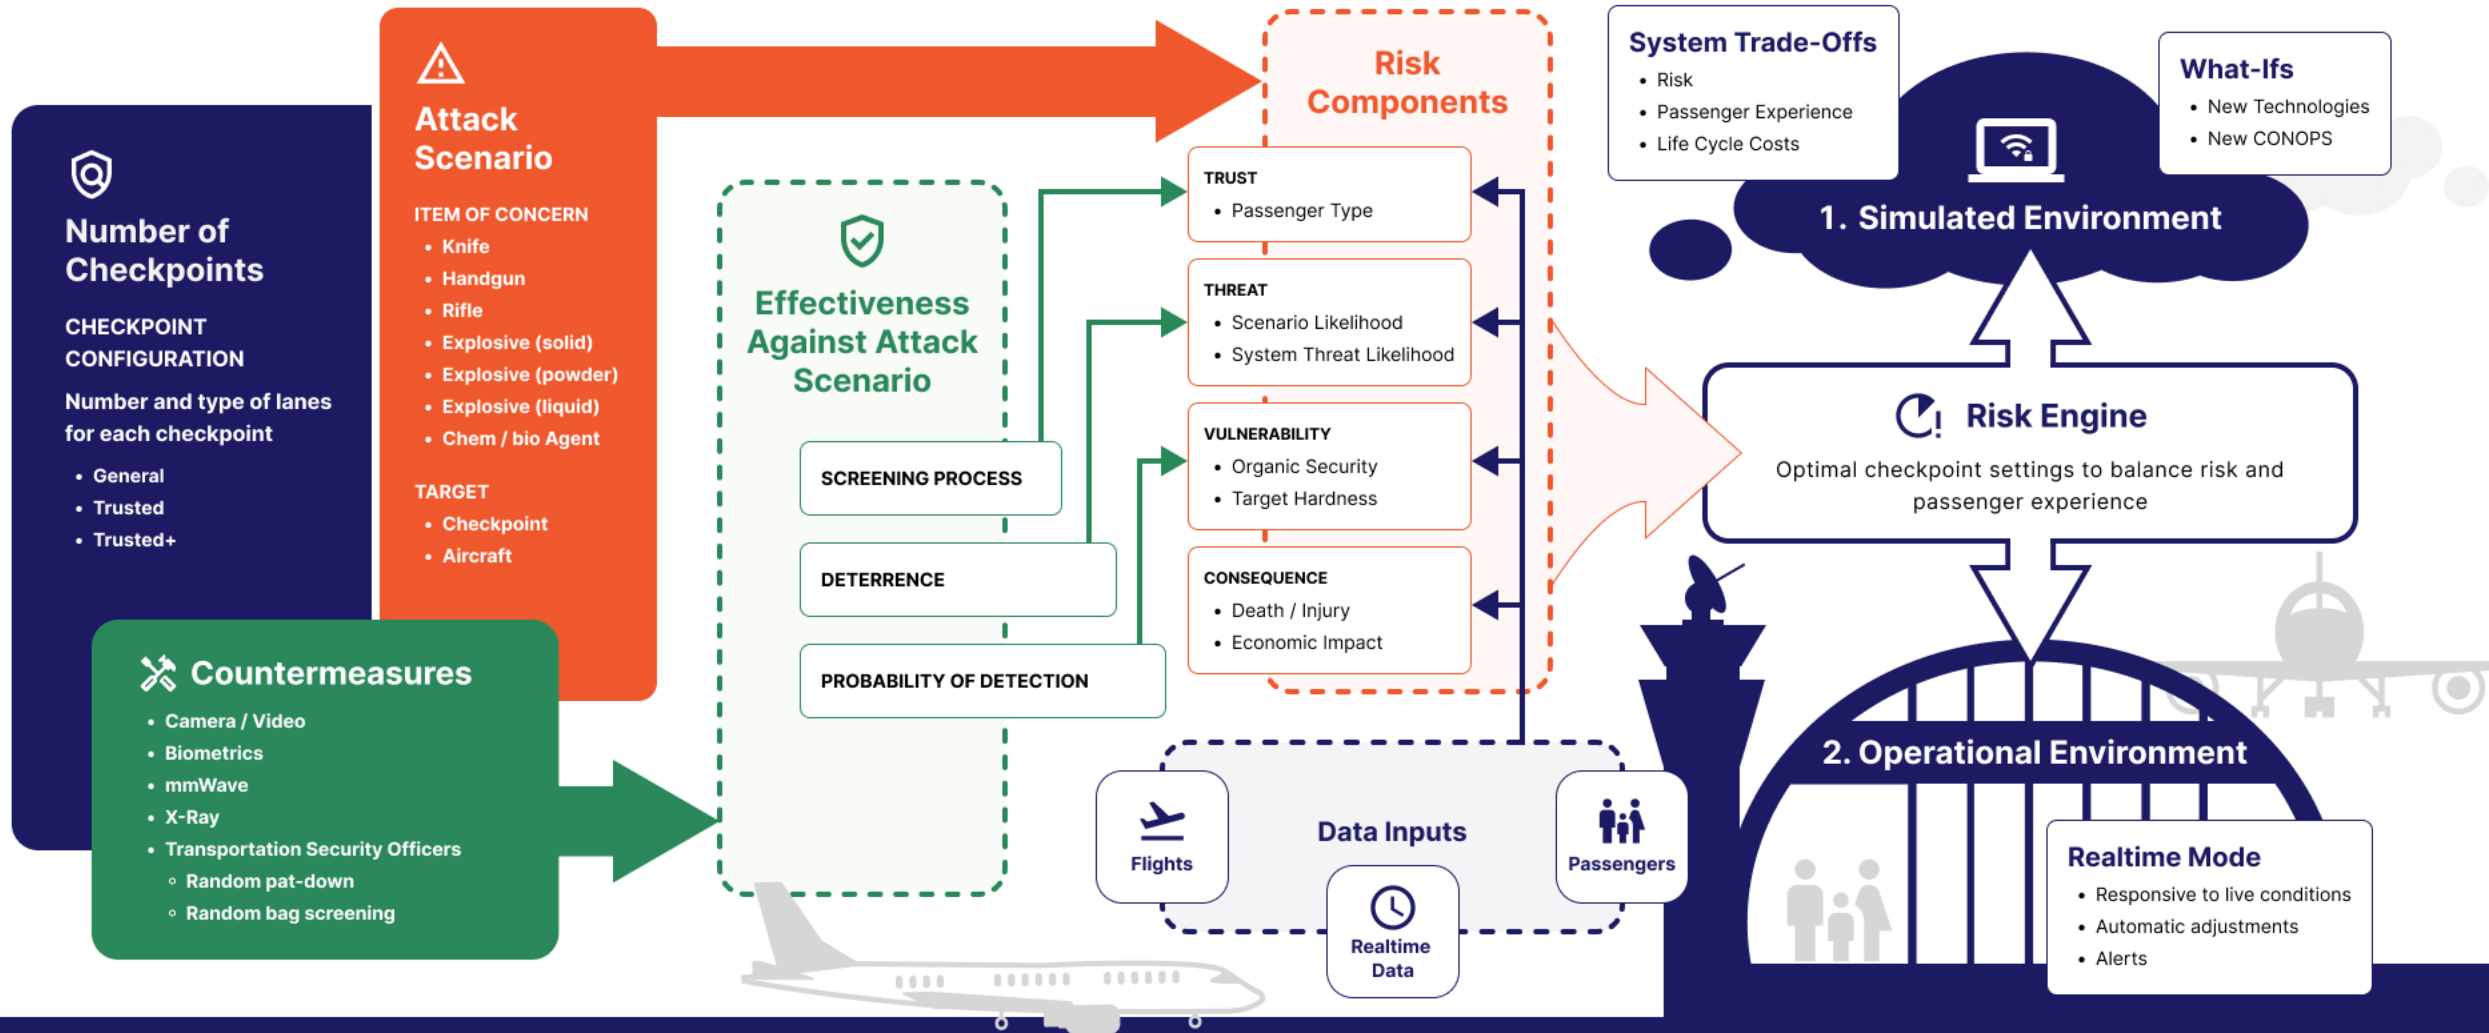 Number of
Checkpoints
CHECKPOINT
CONFIGURATION
Number and type of lanes
for each checkpoint
• General
• Trusted
• Trusted+
Attack
Scenario
ITEM OF CONCERN
• Knife
• Handgun
• Rifle
• Explosive (solid)
• Explosive (powder)
• Explosive (liquid)
• Chem / bio Agent
TARGET
• Checkpoint
• Aircraft
Countermeasures
• Camera / Video
• Biometrics
• mmWave
• X-Ray
• Transportation Security Officers
◦ Random pat-down
◦ Random bag screening
Effectiveness
Against Attack
Scenario
SCREENING PROCESS
DETERRENCE
PROBABILITY OF DETECTION
Risk
Components
TRUST
• Passenger Type
THREAT
• Scenario Likelihood
• System Threat Likelihood
VULNERABILITY
• Organic Security
• Target Hardness
CONSEQUENCE
• Death / Injury
• Economic Impact
Data Inputs
Flights
Realtime
Data
Passengers
System Trade-Offs
• Risk
• Passenger Experience
• Life Cycle Costs
What-Ifs
• New Technologies
• New CONOPS
1. Simulated Environment
Risk Engine
Optimal checkpoint settings to balance risk and
passenger experience
2. Operational Environment
Realtime Mode
• Responsive to live conditions
• Automatic adjustments
• Alerts